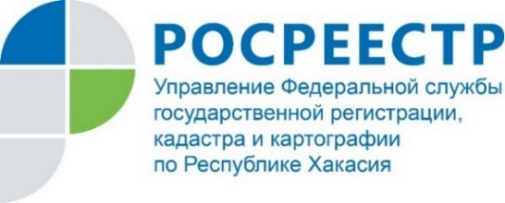 РОСРЕЕСТР
Управление Федеральной службы
государственной регистрации,
кадастра и картографии
по Республике Хакасия